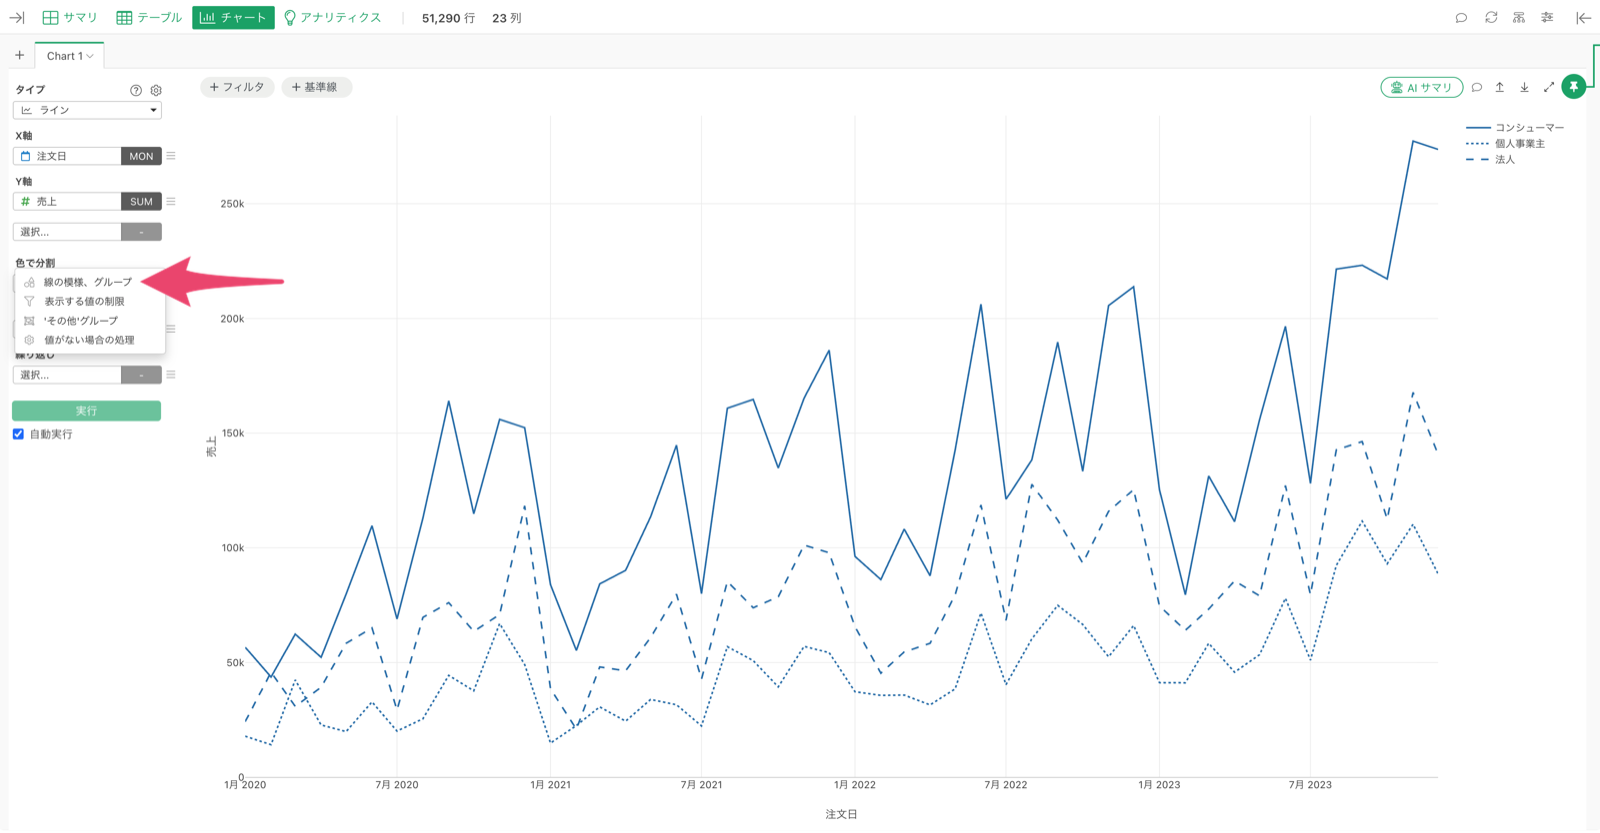 サマリ テーブル チャート アナリティクス 51,290 行 23 列
+ Chart 1
タイプ
ライン
X軸
注文日 MON
Y軸
# 売上 SUM
選択... -
色で分割
線の模様、グループ
表示する値の制限
'その他'グループ
値がない場合の処理
繰り返し
選択... -
実行
自動実行
+ フィルタ + 基準線
AI サマリ
コンシューマー
個人事業主
法人
250k
200k
150k
100k
50k
0
売上
1月 2020 7月 2020 1月 2021 7月 2021 1月 2022 7月 2022 1月 2023 7月 2023
注文日